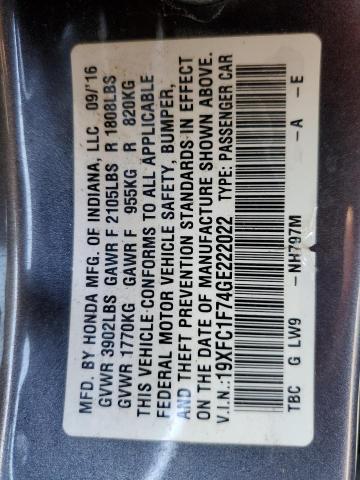 MFD. BY HONDA MFG. OF INDIANA, LLC 09/'16
GVWR 3902LBS GAWR F 2105LBS R 1808LBS
GVWR 1770KG GAWR F 955KG R 820KG
THIS VEHICLE CONFORMS TO ALL APPLICABLE
FEDERAL MOTOR VEHICLE SAFETY, BUMPER,
AND THEFT PREVENTION STANDARDS IN EFFECT
ON THE DATE OF MANUFACTURE SHOWN ABOVE.
V.I.N.:19XFC1F74GE222022 TYPE: PASSENGER CAR
TBC G LW9 -NH797M -A -E